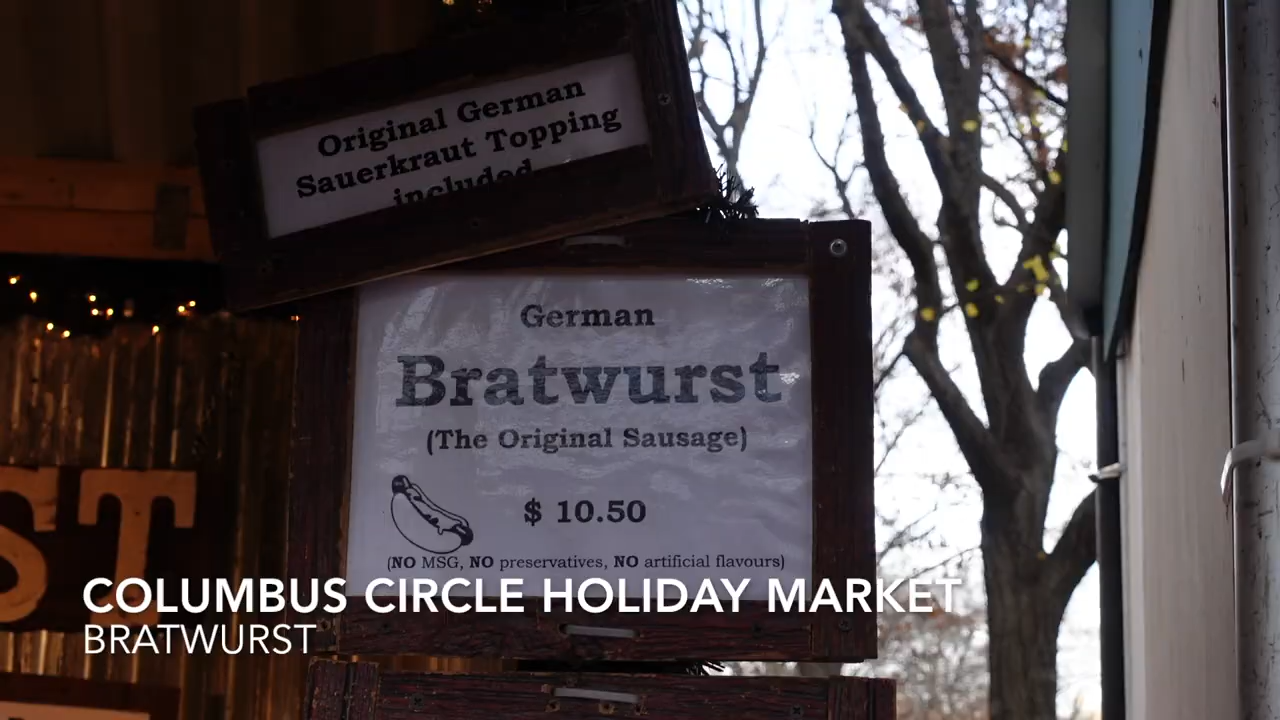 Original German
Sauerkraut Topping
included
German
Bratwurst
(The Original Sausage)
$ 10.50
(NO MSG, NO preservatives, NO artificial flavours)
ST
COLUMBUS CIRCLE HOLIDAY MARKET
BRATWURST